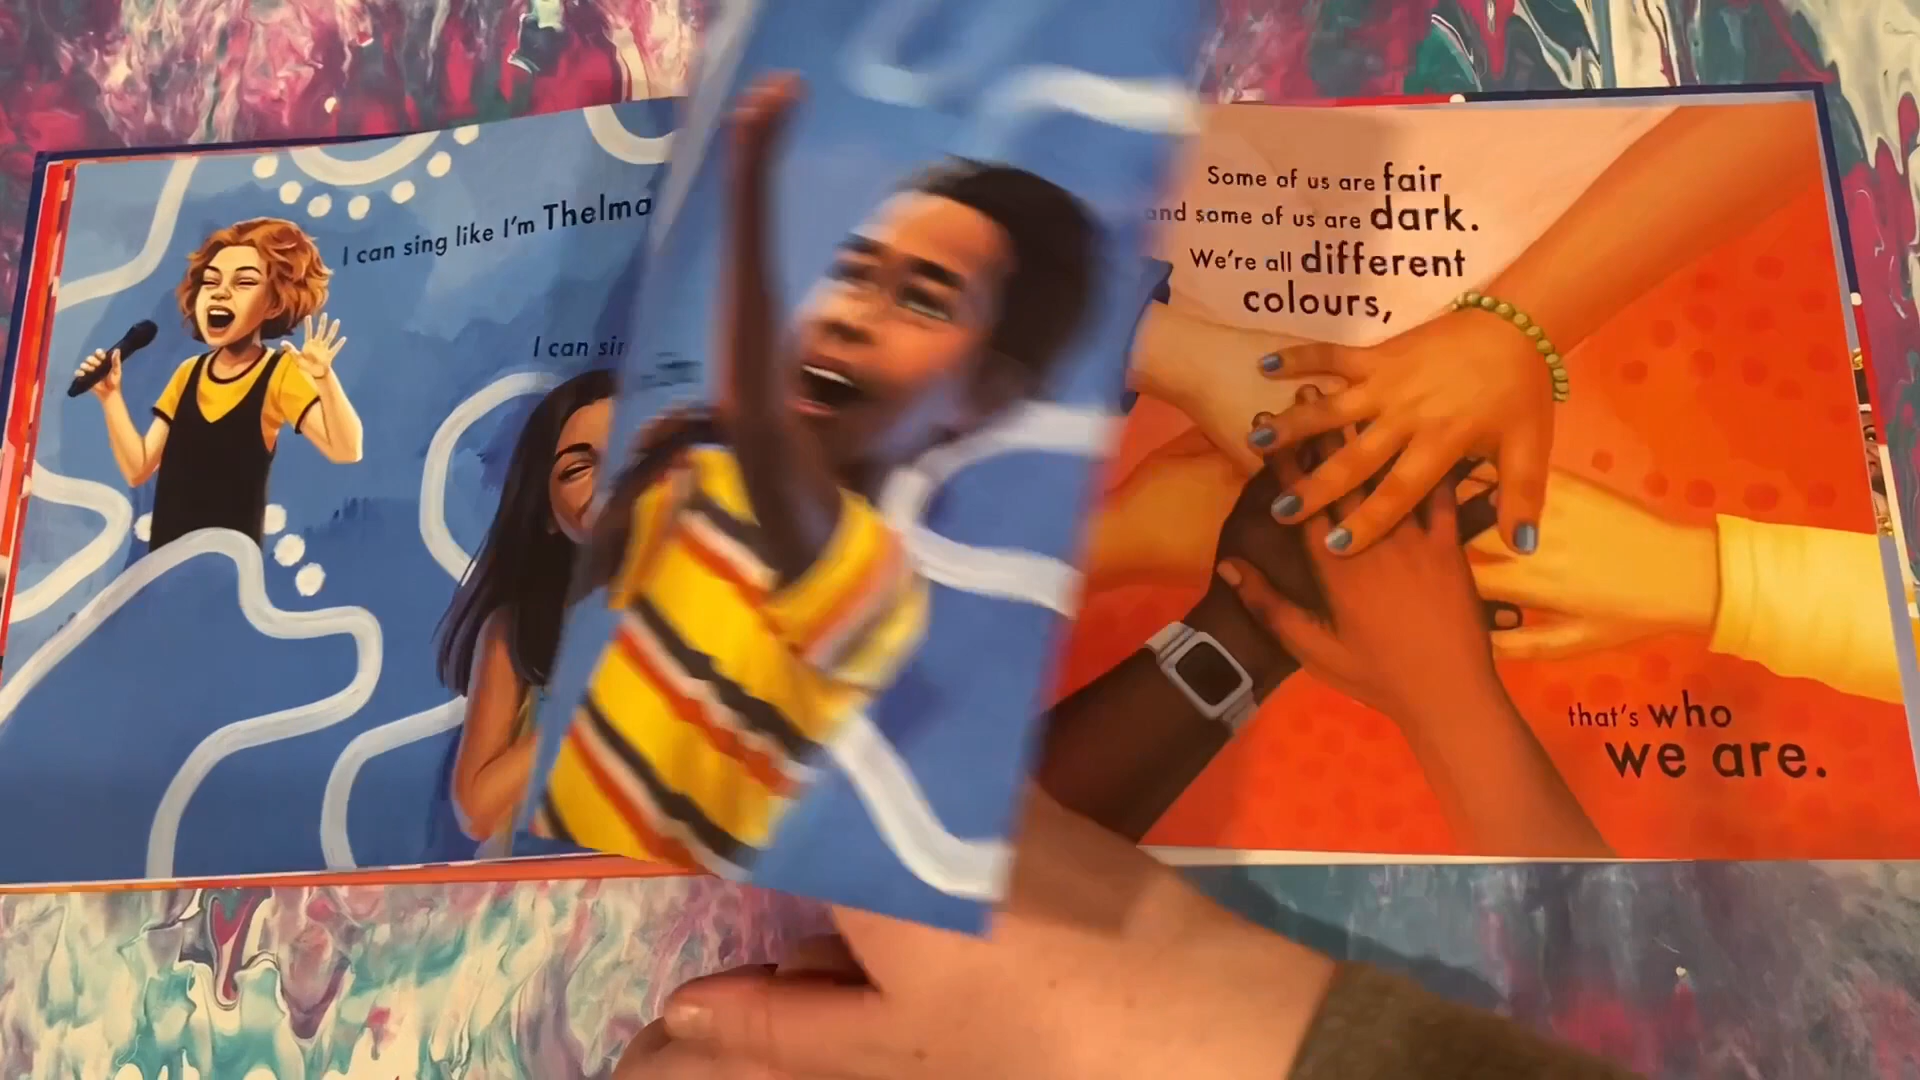 I can sing like I'm Thelma
I can
Some of us are fair
and some of us are dark.
We're all different
colours,
that's who
we are.